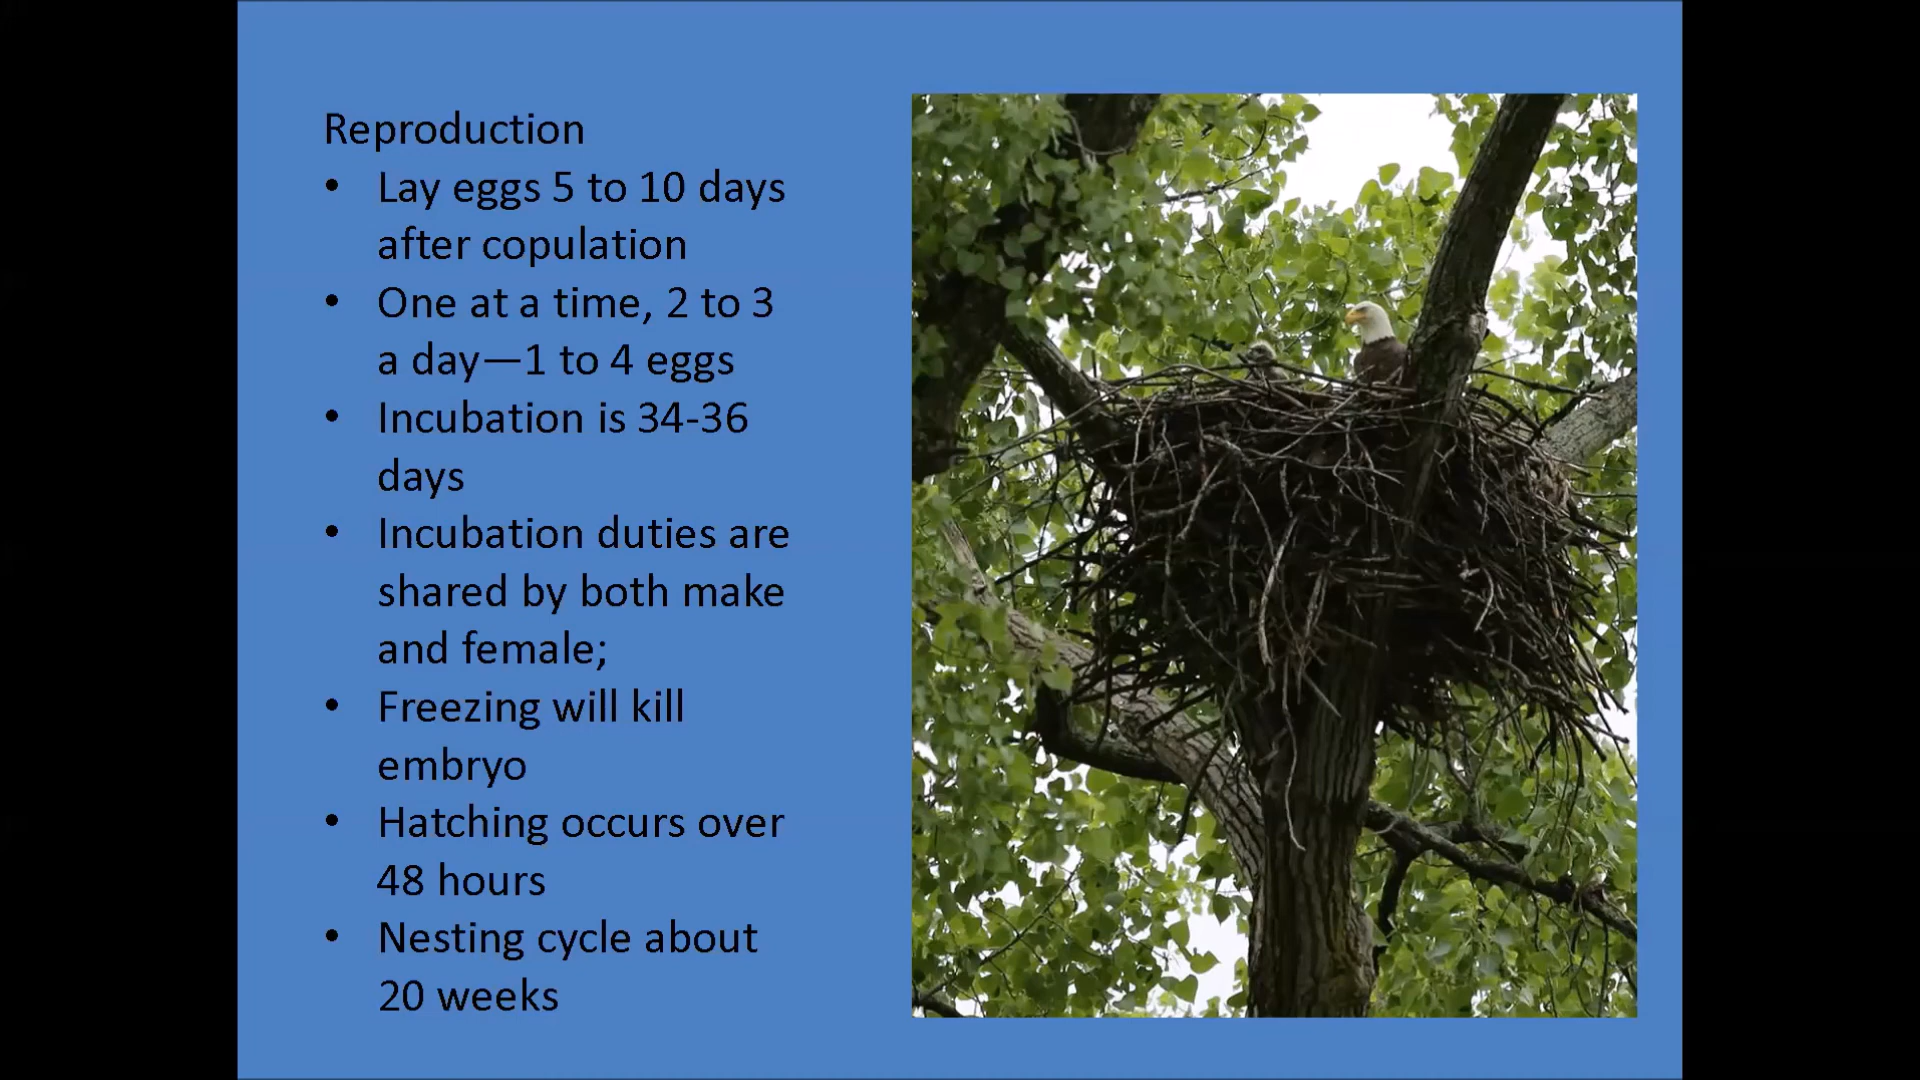 Reproduction
• Lay eggs 5 to 10 days
after copulation
• One at a time, 2 to 3
a day—1 to 4 eggs
• Incubation is 34-36
days
• Incubation duties are
shared by both make
and female;
• Freezing will kill
embryo
• Hatching occurs over
48 hours
• Nesting cycle about
20 weeks